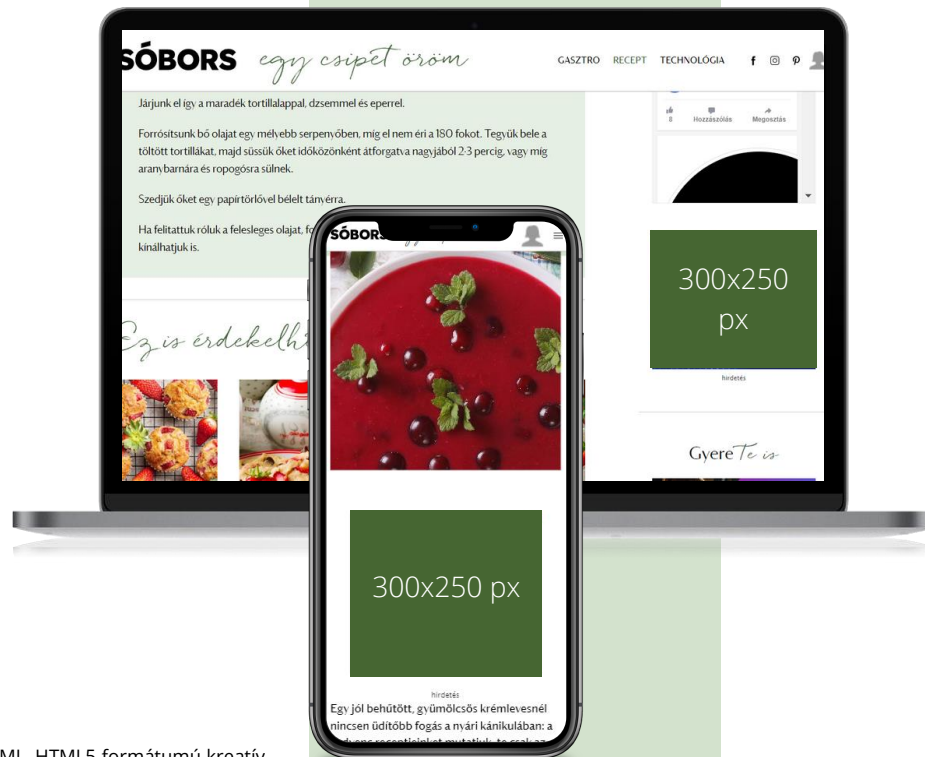 SÓBORS egy csipet öröm
GASZTRO RECEPT TECHNOLÓGIA
Járjunk el így a maradék tortillalappal, dzsemmel és eperrel.
Forrósítsunk bő olajat egy mélyebb serpenyőben, míg el nem éri a 180 fokot. Tegyük bele a
töltött tortillákat, majd süssük őket időközönként átforgatva nagyjából 2-3 percig, vagy míg
aranybarnára és ropogósra sülnek.
Szedjük őket egy papírtörlővel bélelt tányérra.
Ha felitattuk róluk a felesleges olajat,
kínálhatjuk is.
Ez is érdekelh
8 Hozzászólás Megosztás
300x250
px
hirdetés
Gyere Te is
SÓBORS
300x250 px
hirdetés
Egy jól behűtött, gyümölcsös krémlevesnél
nincsen üdítőbb fogás a nyári kánikulában: a
HTML5 formátumú kreatív